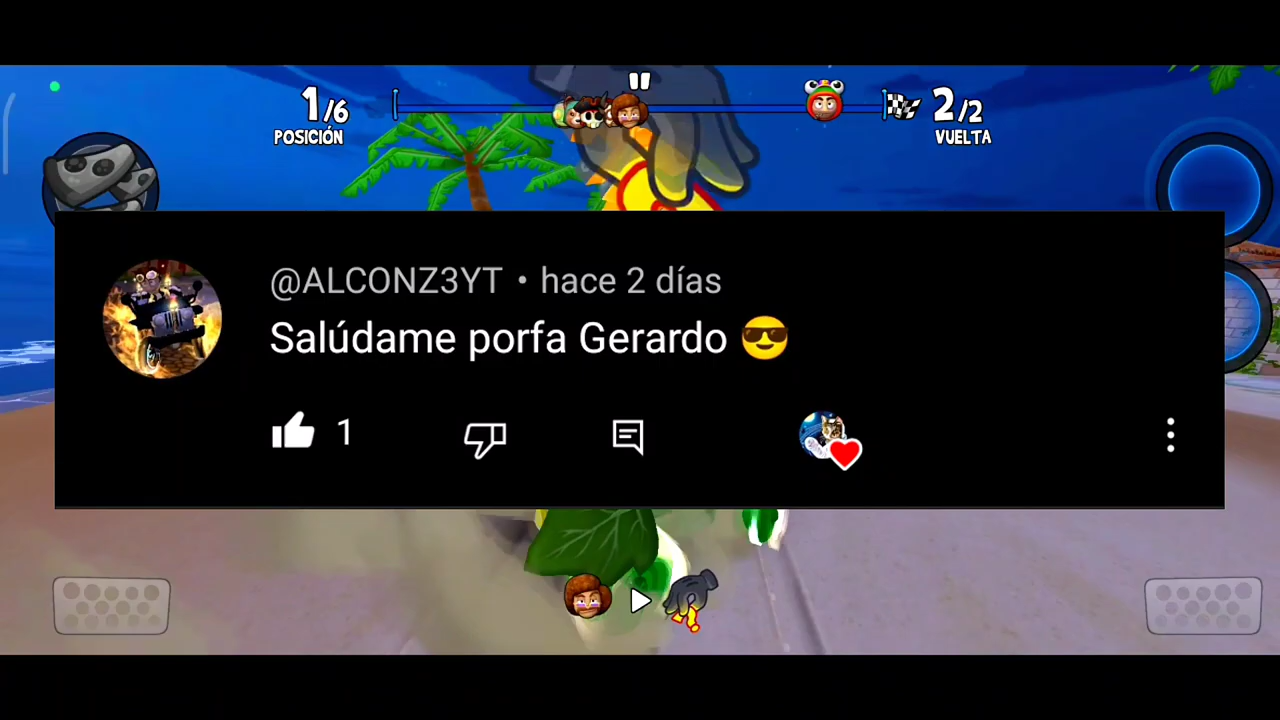 1/6
POSICIÓN
2/2
VUELTA
@ALCONZ3YT • hace 2 días
Salúdame porfa Gerardo 😎
1